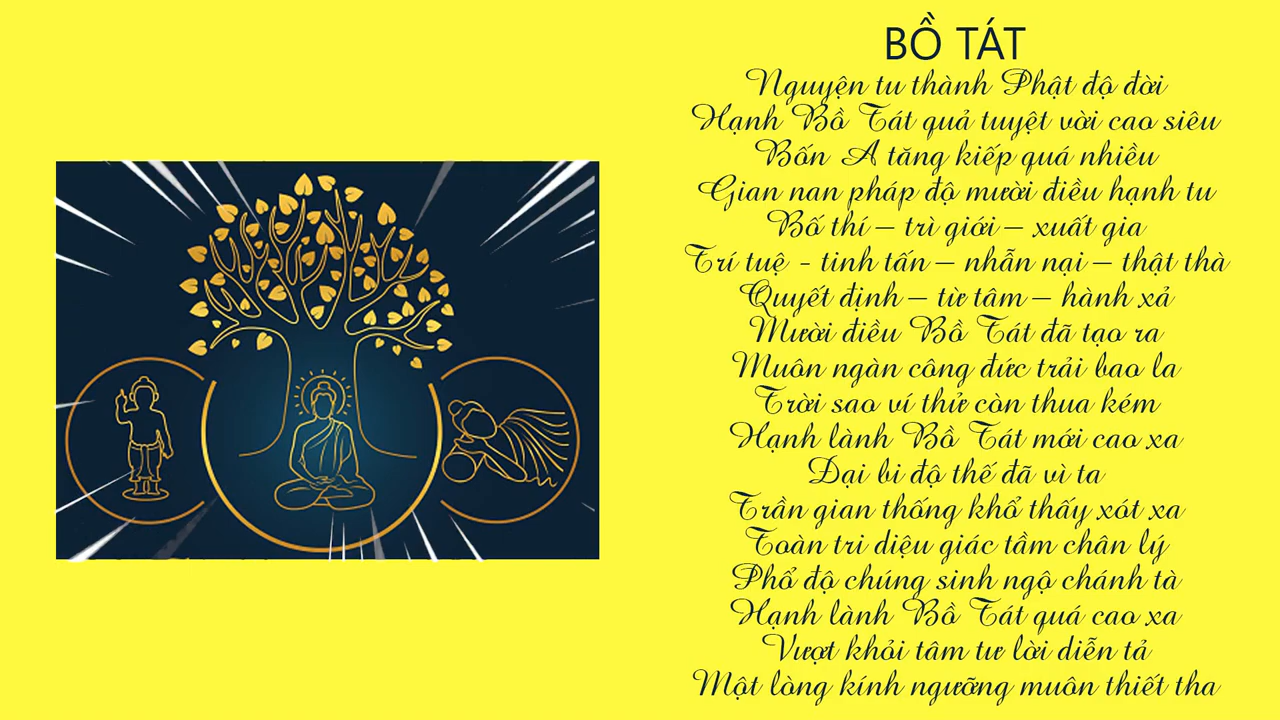 BỒ TÁT
Nguyện tu thành Phật độ đời
Hạnh Bồ Tát quả tuyệt vời cao siêu
Bốn A tăng kiếp quá nhiều
Gian nan pháp độ mười điều hạnh tu
Bố thí – trì giới – xuất gia
Trí tuệ - tinh tấn – nhẫn nại – thật thà
Quyết định – từ tâm – hành xả
Mười điều Bồ Tát đã tạo ra
Muôn ngàn công đức trải bao la
Trời sao ví thử còn thua kém
Hạnh lành Bồ Tát mới cao xa
Đại bi độ thế đã vì ta
Trần gian thống khổ thấy xót xa
Toàn tri diệu giác tầm chân lý
Phổ độ chúng sinh ngộ chánh tà
Hạnh lành Bồ Tát quá cao xa
Vượt khỏi tâm tư lời diễn tả
Một lòng kính ngưỡng muôn thiết tha